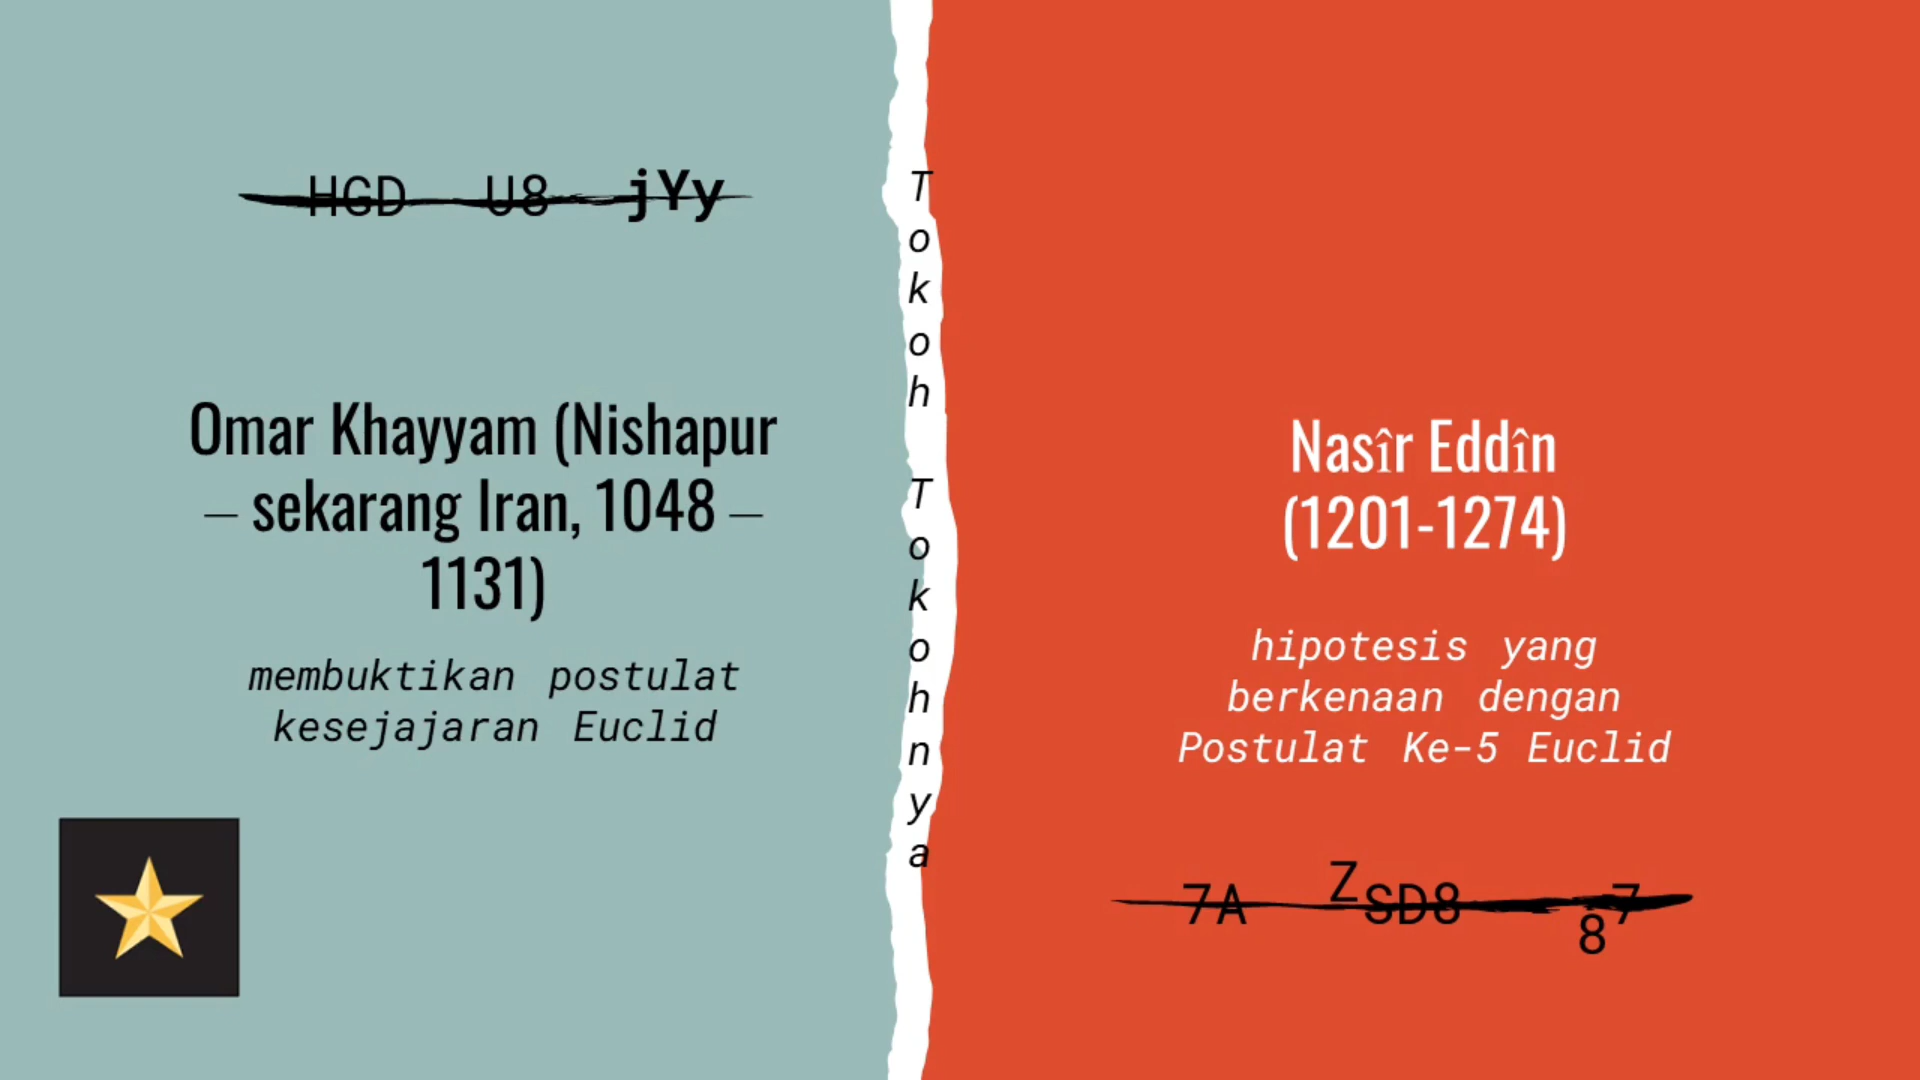 HGD U8 jYy
Omar Khayyam (Nishapur
– sekarang Iran, 1048 –
1131)
membuktikan postulat
kesejajaran Euclid
Tokoh Tokohnya
Nasîr Eddîn
(1201-1274)
hipotesis yang
berkenaan dengan
Postulat Ke-5 Euclid
7A ZSD8 87